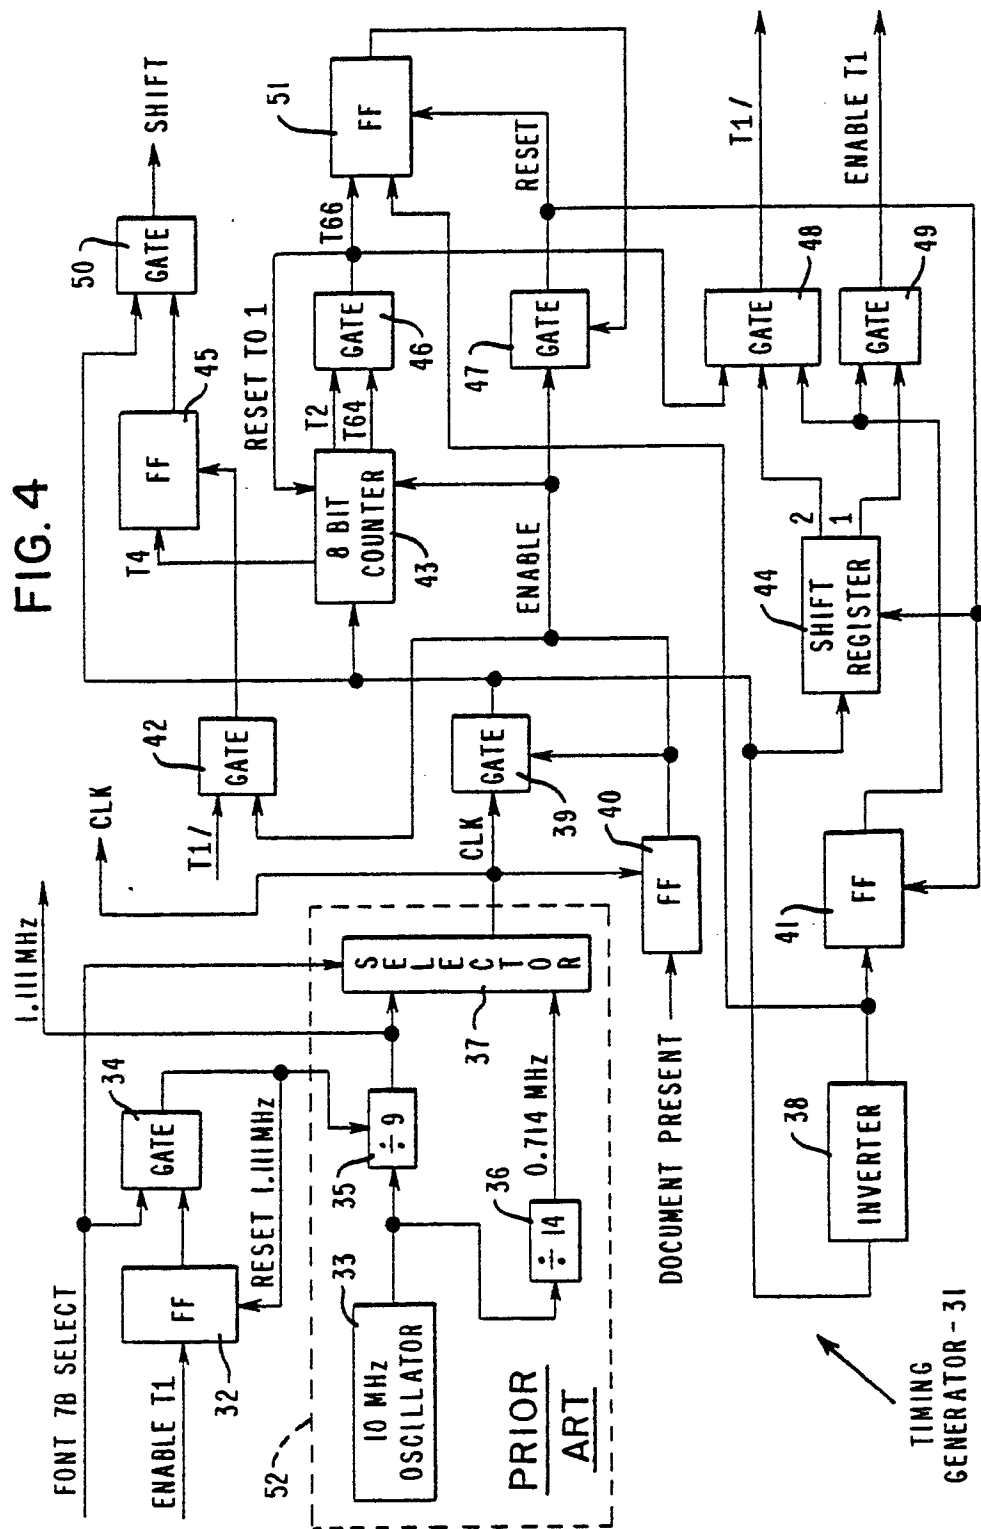 FIG. 4
FONT 7B SELECT
ENABLE T1
FF
32
GATE
34
RESET 1.111MHz
1.111MHz
CLK
52
10 MHz
OSCILLATOR
33
÷ 9
35
÷ 14
36
0.714 MHz
SELECTOR
37
PRIOR
ART
T1/
GATE
42
CLK
GATE
39
DOCUMENT PRESENT
FF
40
T4
FF
45
GATE
50
SHIFT
RESET TO 1
8 BIT
COUNTER
43
T2
T64
GATE
46
T66
FF
51
ENABLE
GATE
47
RESET
INVERTER
38
FF
41
SHIFT
REGISTER
44
2
1
GATE
48
T1/
GATE
49
ENABLE T1
TIMING
GENERATOR-31